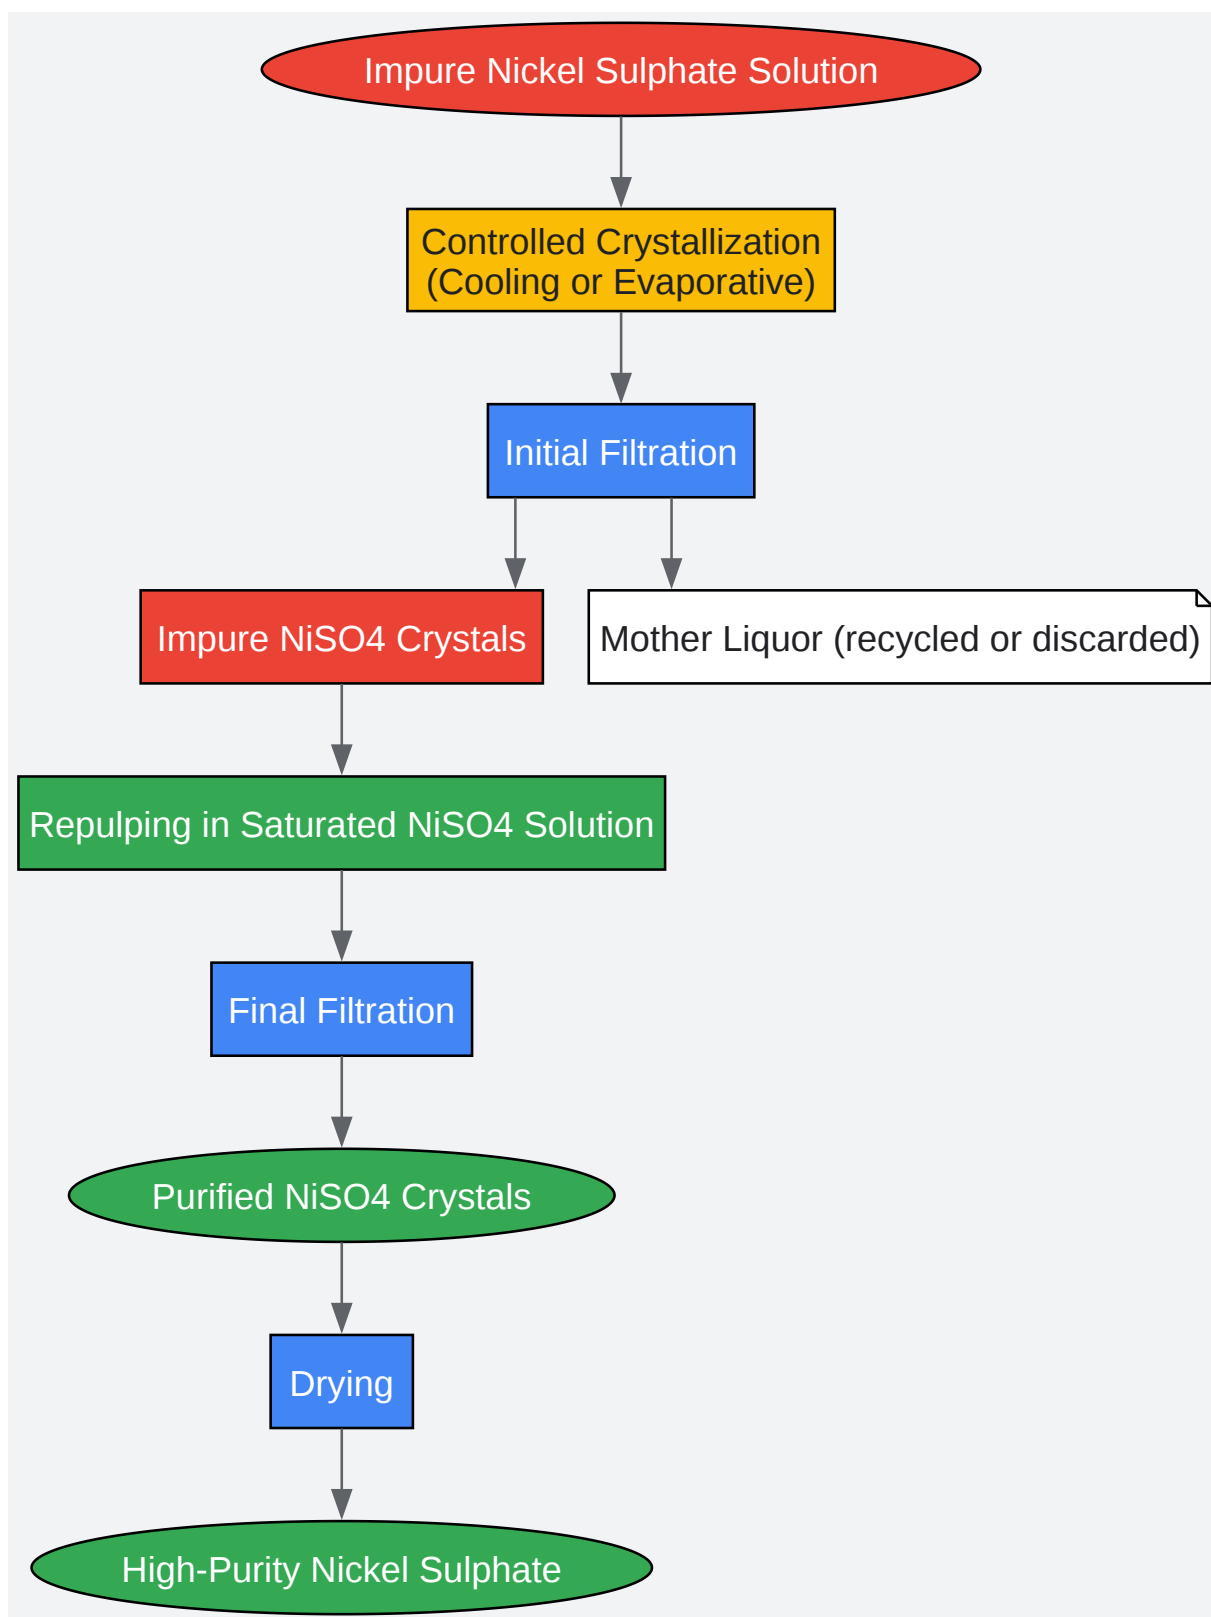 Impure Nickel Sulphate Solution
Controlled Crystallization
(Cooling or Evaporative)
Initial Filtration
Impure NiSO4 Crystals
Mother Liquor (recycled or discarded)
Repulping in Saturated NiSO4 Solution
Final Filtration
Purified NiSO4 Crystals
Drying
High-Purity Nickel Sulphate